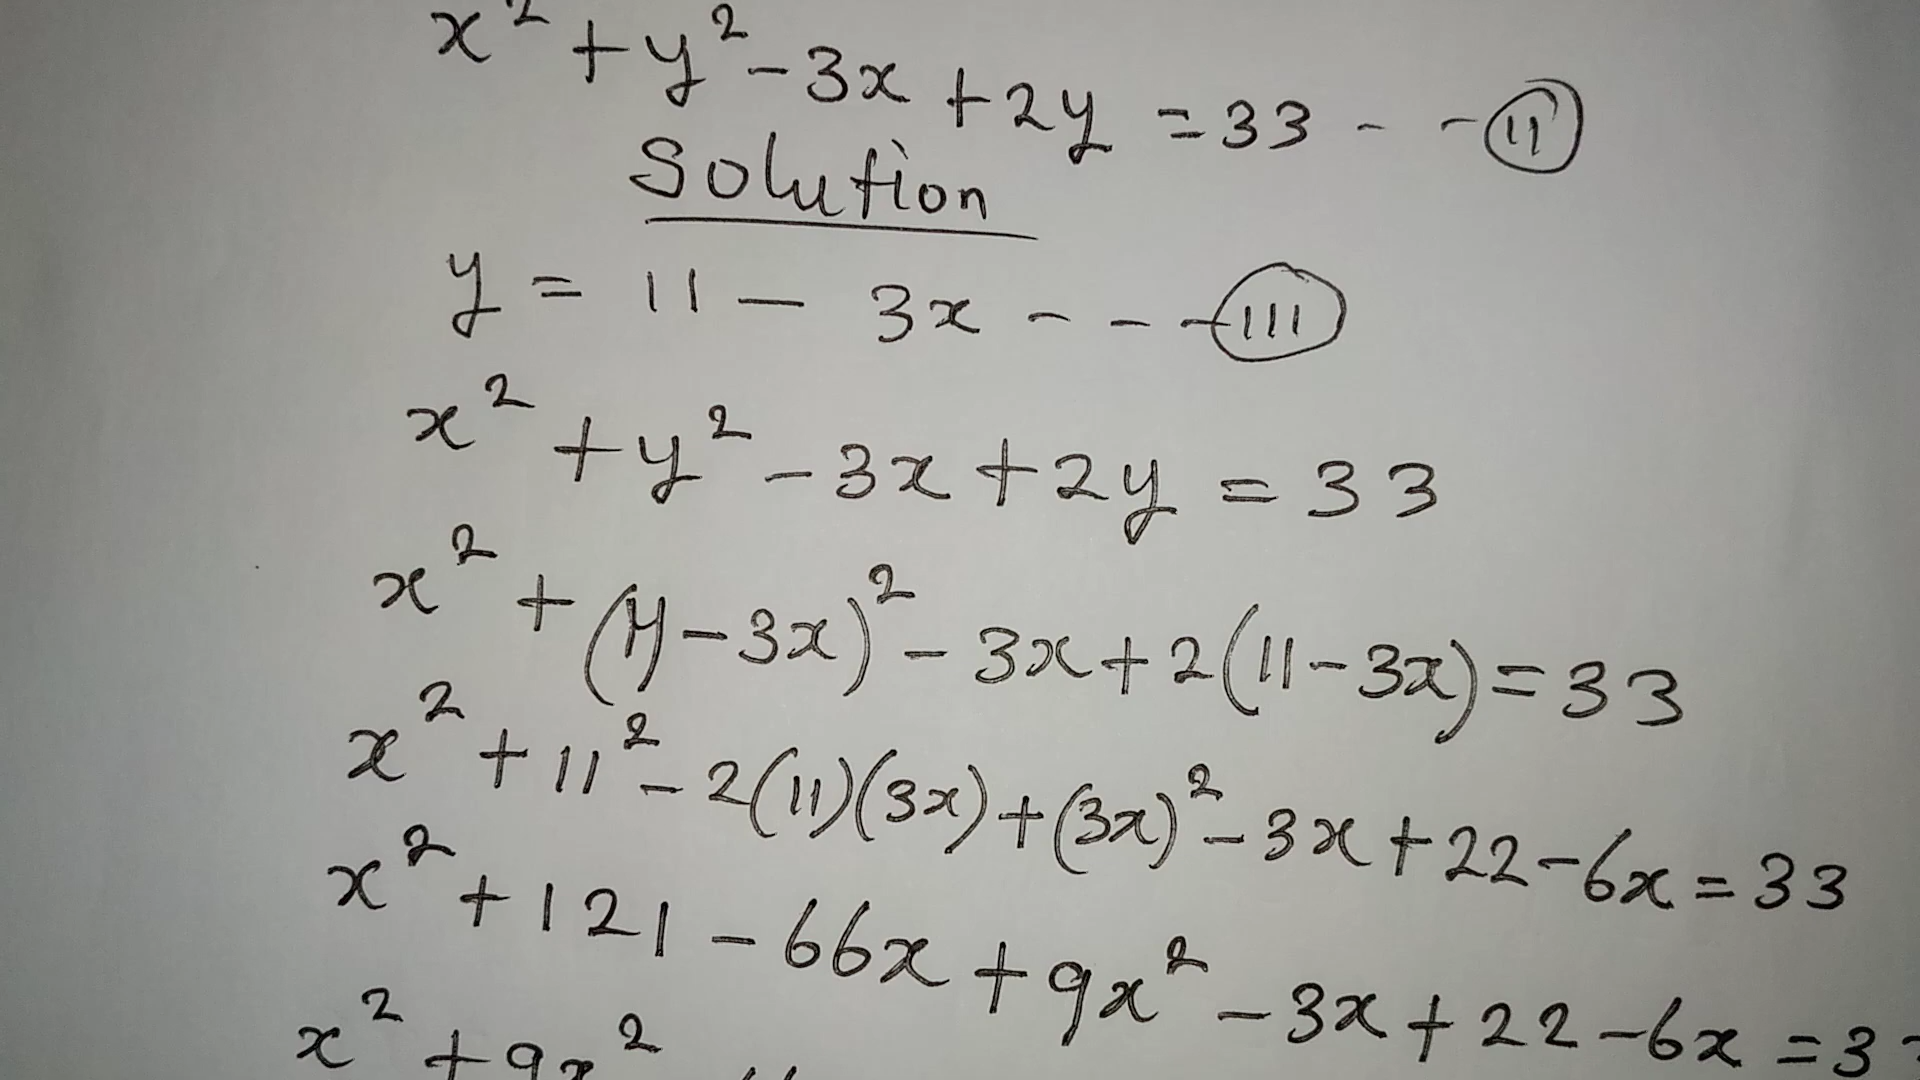 x² + y² - 3x + 2y = 33 - - (II)
Solution
y = 11 - 3x - - - (III)
x² + y² - 3x + 2y = 33
x² + (11 - 3x)² - 3x + 2(11 - 3x) = 33
x² + 11² - 2(11)(3x) + (3x)² - 3x + 22 - 6x = 33
x² + 121 - 66x + 9x² - 3x + 22 - 6x = 3
x² + 9x²